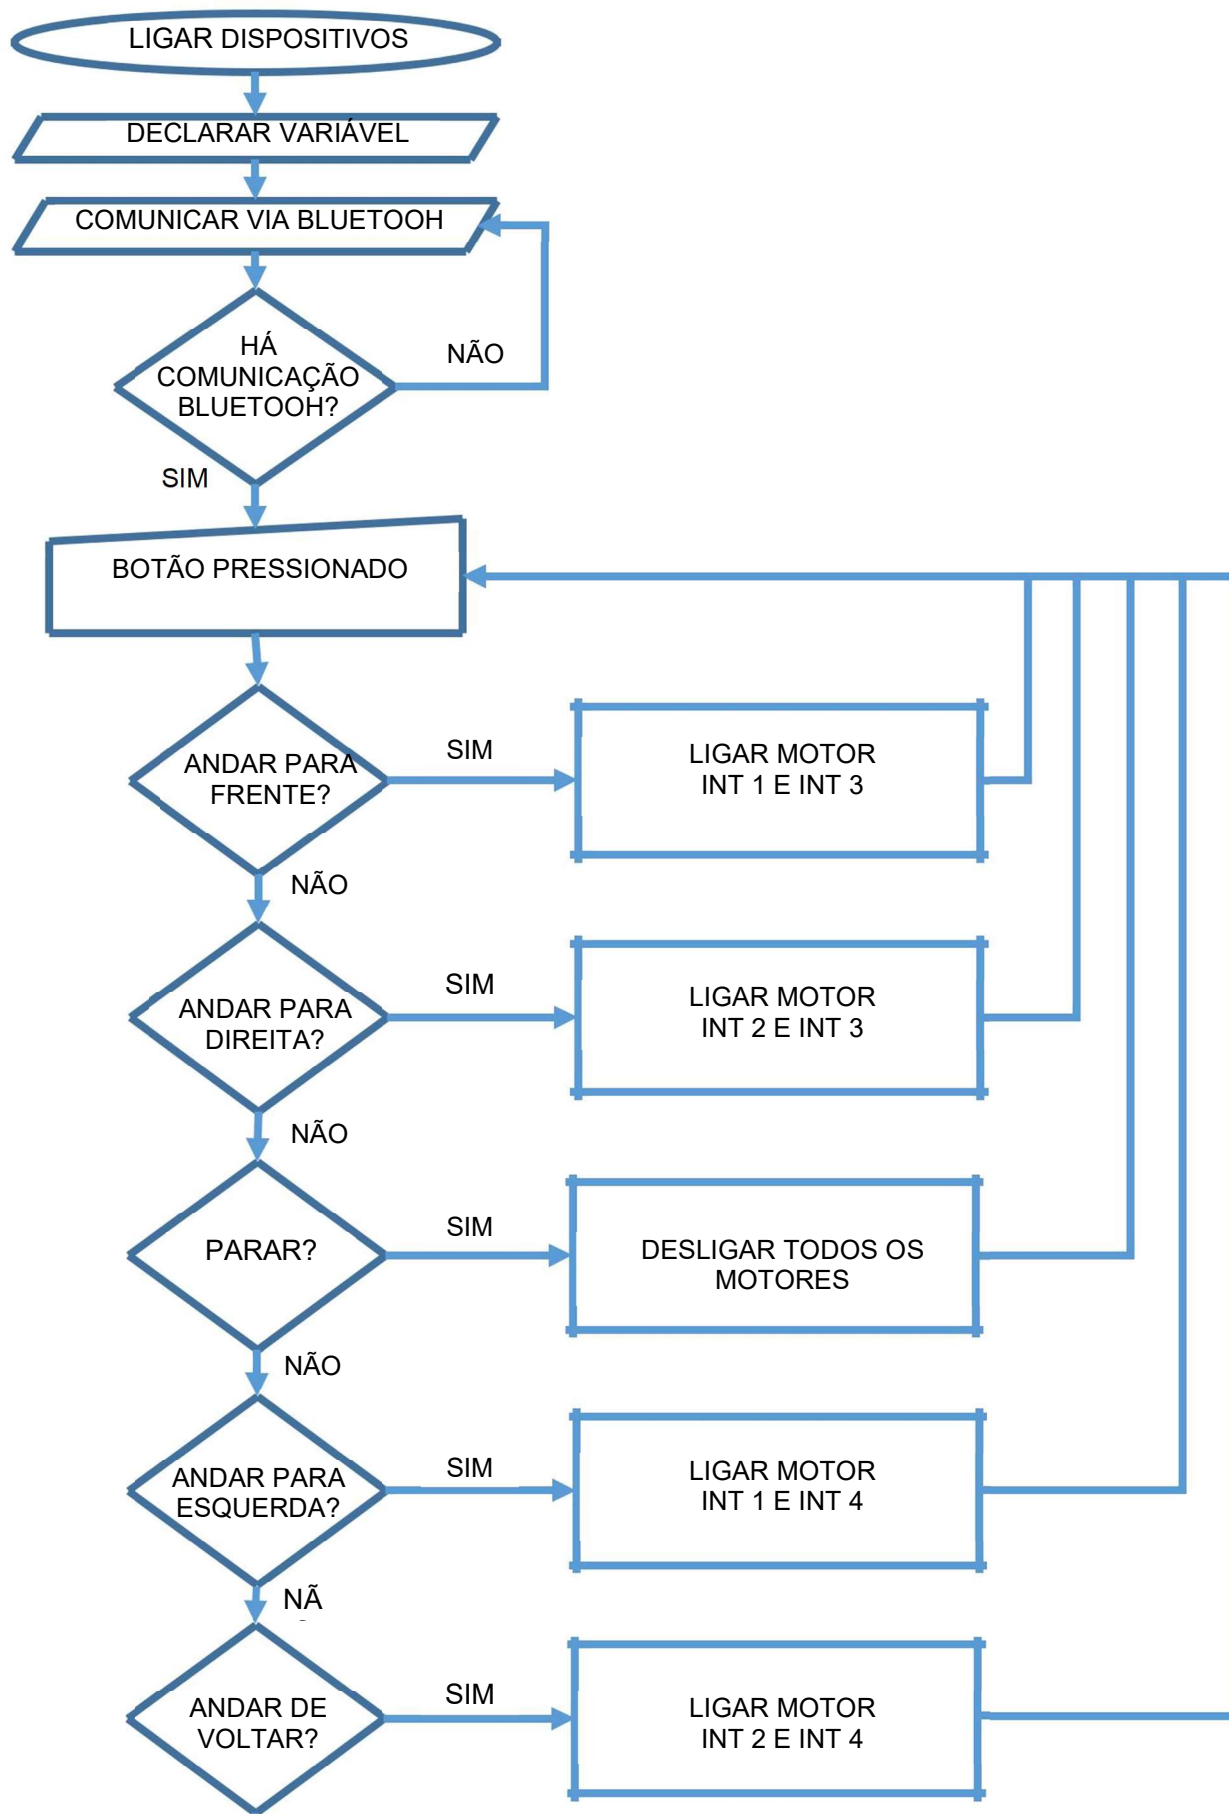 LIGAR DISPOSITIVOS
DECLARAR VARIÁVEL
COMUNICAR VIA BLUETOOH
HÁ
COMUNICAÇÃO
BLUETOOH?
NÃO
SIM
BOTÃO PRESSIONADO
ANDAR PARA
FRENTE?
SIM
LIGAR MOTOR
INT 1 E INT 3
NÃO
ANDAR PARA
DIREITA?
SIM
LIGAR MOTOR
INT 2 E INT 3
NÃO
PARAR?
SIM
DESLIGAR TODOS OS
MOTORES
NÃO
ANDAR PARA
ESQUERDA?
SIM
LIGAR MOTOR
INT 1 E INT 4
NÃ
ANDAR DE
VOLTAR?
SIM
LIGAR MOTOR
INT 2 E INT 4